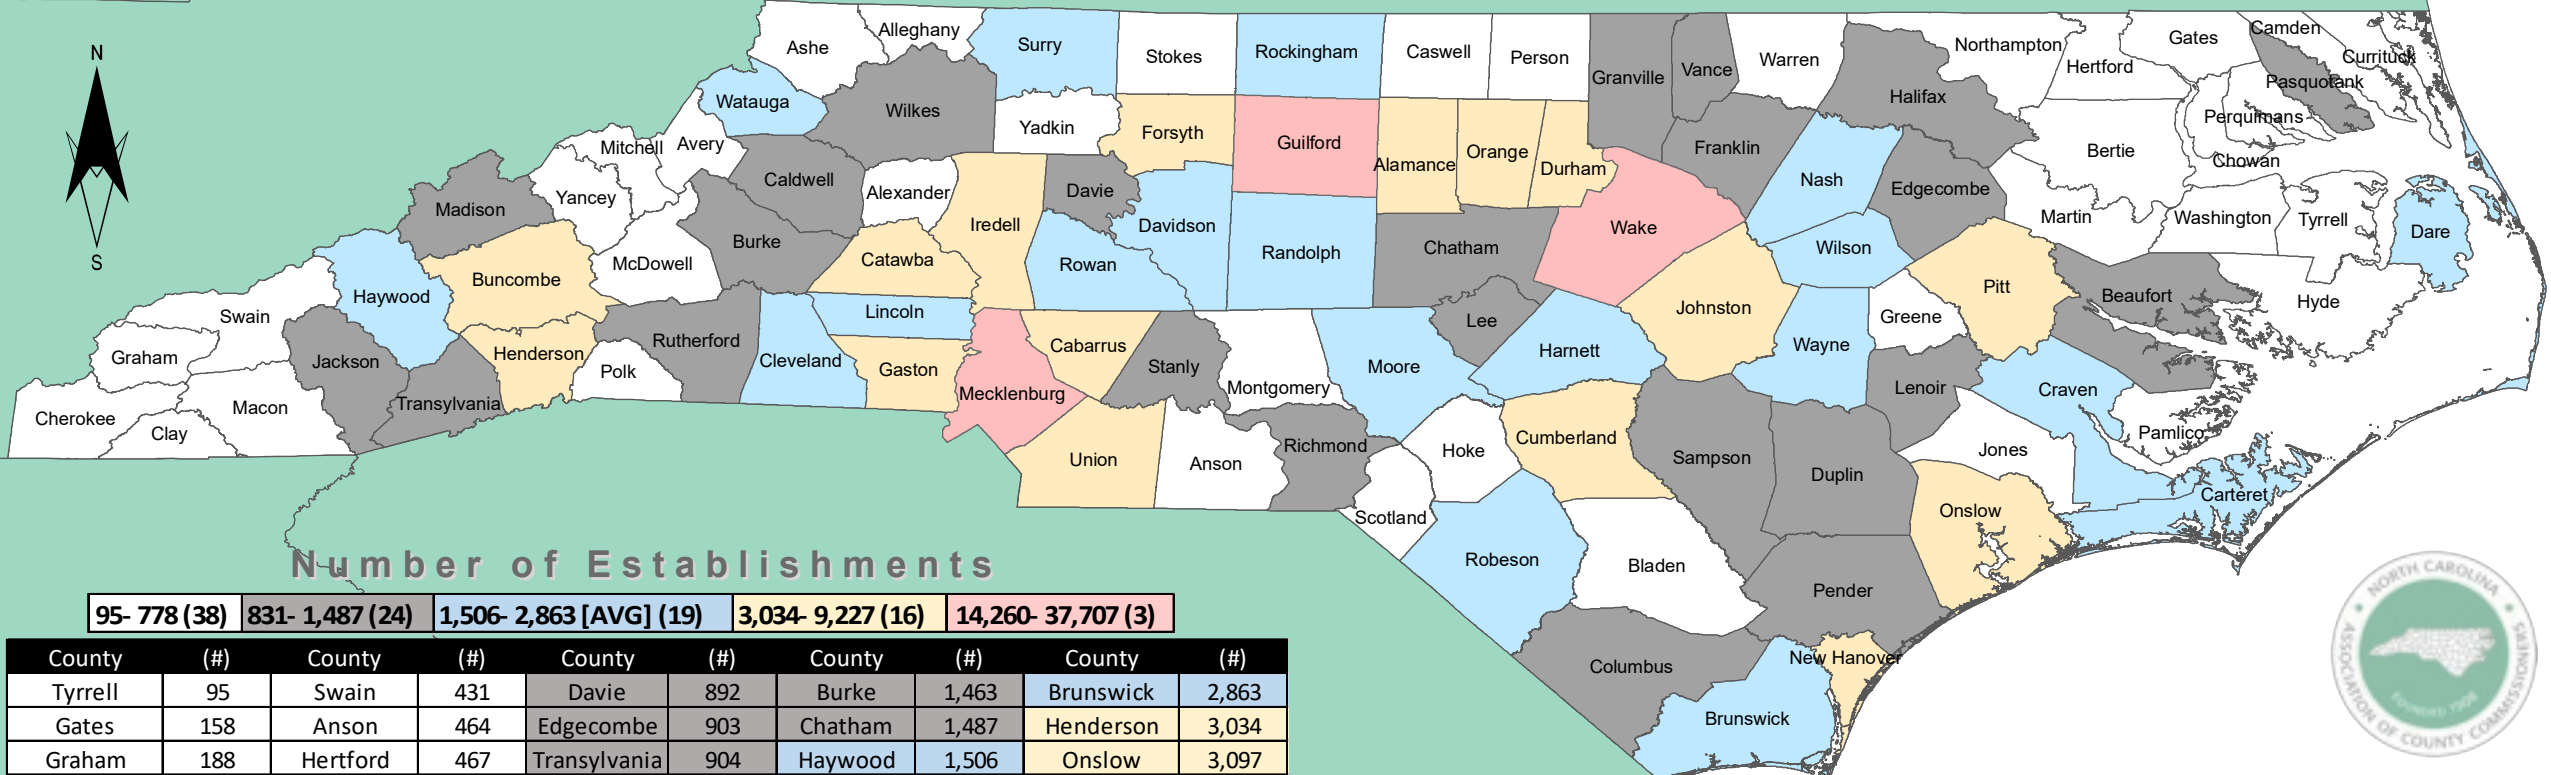 Alleghany
Camden
Ashe
Surry
Stokes
Rockingham
Caswell
Person
Granville
Vance
Warren
Northampton
Hertford
Gates
Currituck
Pasquotank
N
Watauga
Wilkes
Halifax
Yadkin
Forsyth
Guilford
Perquimans
Mitchell
Avery
Alamance
Orange
Durham
Franklin
Bertie
Chowan
Yancey
Caldwell
Alexander
Davie
Nash
Edgecombe
Madison
Iredell
Davidson
Martin
Washington
Tyrrell
Dare
Burke
Randolph
Chatham
Wake
Wilson
S
McDowell
Catawba
Rowan
Buncombe
Haywood
Pitt
Beaufort
Hyde
Swain
Lincoln
Johnston
Greene
Lee
Rutherford
Graham
Jackson
Henderson
Cleveland
Cabarrus
Harnett
Wayne
Polk
Gaston
Stanly
Moore
Montgomery
Mecklenburg
Lenoir
Craven
Cherokee
Clay
Macon
Transylvania
Richmond
Cumberland
Pamlico
Union
Anson
Hoke
Sampson
Duplin
Jones
Carteret
Scotland
Onslow
Robeson
Bladen
Pender
Columbus
New Hanover
Brunswick
Number of Establishments
95- 778 (38) 831- 1,487 (24) 1,506- 2,863 [AVG] (19) 3,034- 9,227 (16) 14,260- 37,707 (3)
County (#) County (#) County (#) County (#) County (#)
Tyrrell 95 Swain 431 Davie 892 Burke 1,463 Brunswick 2,863
Gates 158 Anson 464 Edgecombe 903 Chatham 1,487 Henderson 3,034
Graham 188 Hertford 467 Transylvania 904 Haywood 1,506 Onslow 3,097
NORTH CAROLINA
ASSOCIATION OF COUNTY COMMISSIONERS
FOUNDED 1908